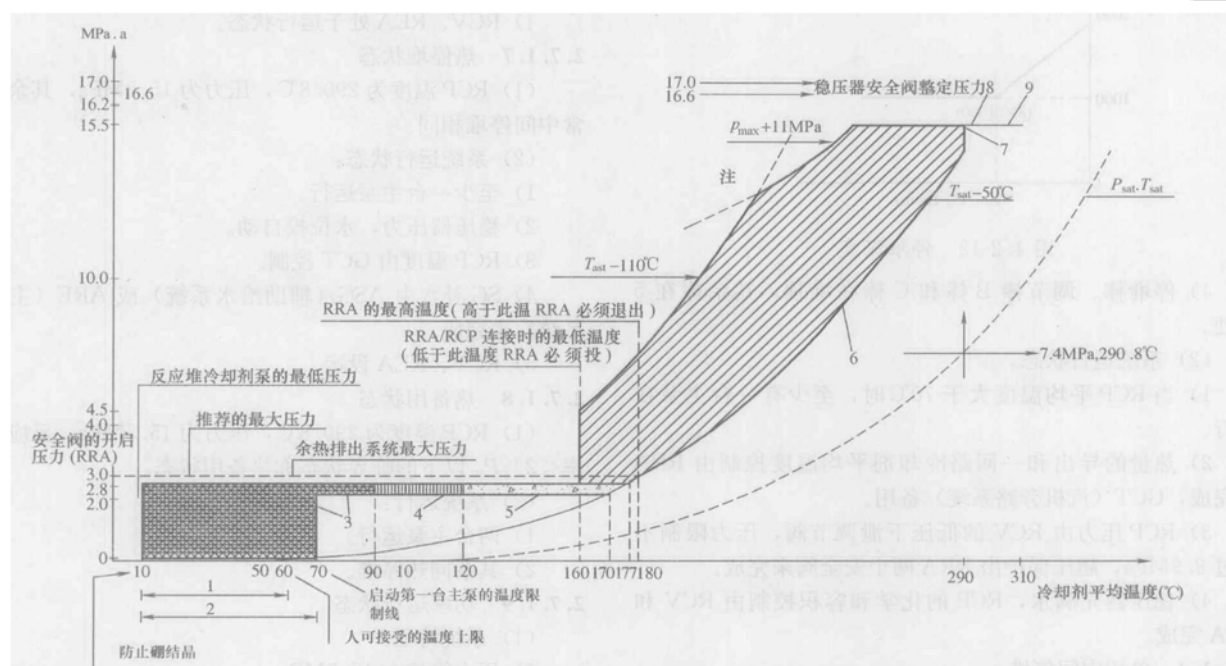 MPa.a
17.0
16.6
16.2
15.5
10.0
4.5
4.0
安全阀的开启
压力 (RRA)
3.0
2.8
2.0
0
17.0
16.6
稳压器安全阀整定压力8
9
7
p_max+11MPa
注
T_sat−50℃
P_sat.T_sat
T_ast−110℃
RRA 的最高温度(高于此温 RRA 必须退出)
RRA/RCP 连接时的最低温度
(低于此温度 RRA 必须投)
6
7.4MPa,290.8℃
反应堆冷却剂泵的最低压力
推荐的最大压力
余热排出系统最大压力
3
5
10
50 60 70
90
120
160 170 177 180
290
310
冷却剂平均温度(℃)
1
2
启动第一台主泵的温度限
制线
人可接受的温度上限
防止硼结晶